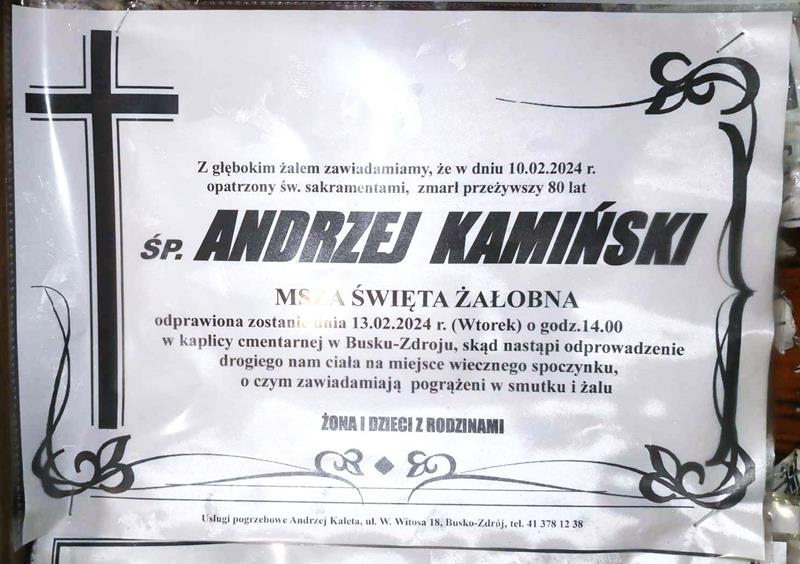 Z głębokim żalem zawiadamiamy, że w dniu 10.02.2024 r.
opatrzony św. sakramentami, zmarł przeżywszy 80 lat
ŚP. ANDRZEJ KAMIŃSKI
MSZA ŚWIĘTA ŻAŁOBNA
odprawiona zostanie dnia 13.02.2024 r. (Wtorek) o godz.14.00
w kaplicy cmentarnej w Busku-Zdroju, skąd nastąpi odprowadzenie
drogiego nam ciała na miejsce wiecznego spoczynku,
o czym zawiadamiają pogrążeni w smutku i żalu
ŻONA I DZIECI Z RODZINAMI
Usługi pogrzebowe Andrzej Kaleta, ul. W. Witosa 18, Busko-Zdrój, tel. 41 378 12 38